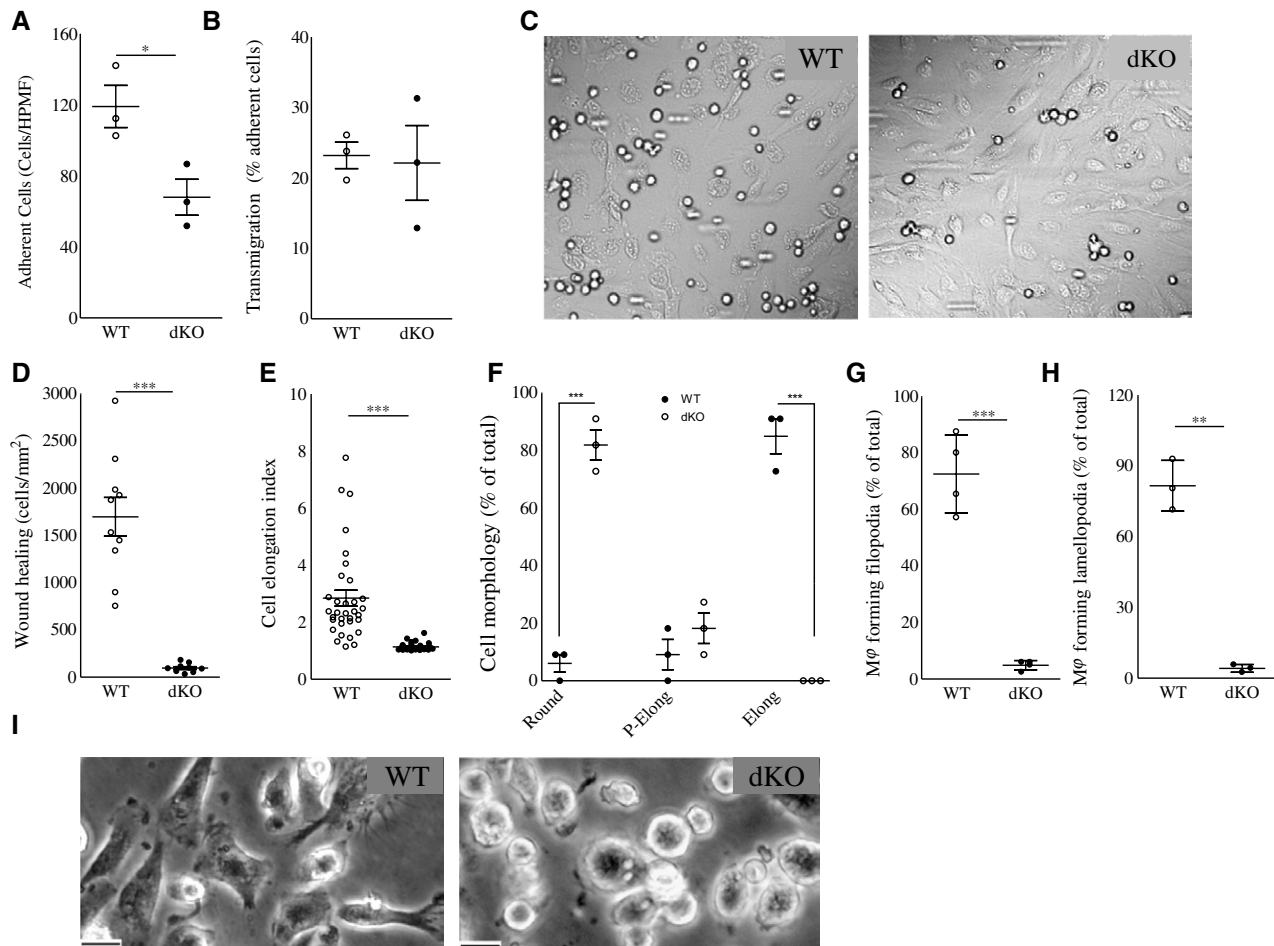 A
Adherent Cells (Cells/HPMF)
160
120
80
40
0
*
WT
dKO
B
Transmigration (% adherent cells)
40
30
20
10
0
WT
dKO
C
WT
dKO
D
Wound healing (cells/mm²)
3000
2500
2000
1500
1000
500
0
***
WT
dKO
E
Cell elongation index
10
8
6
4
2
0
***
WT
dKO
F
Cell morphology (% of total)
100
80
60
40
20
0
***
WT
dKO
***
Round
P-Elong
Elong
G
Mφ forming filopodia (% of total)
100
80
60
40
20
0
***
WT
dKO
H
Mφ forming lamellopodia (% of total)
120
90
60
30
0
**
WT
dKO
I
WT
dKO